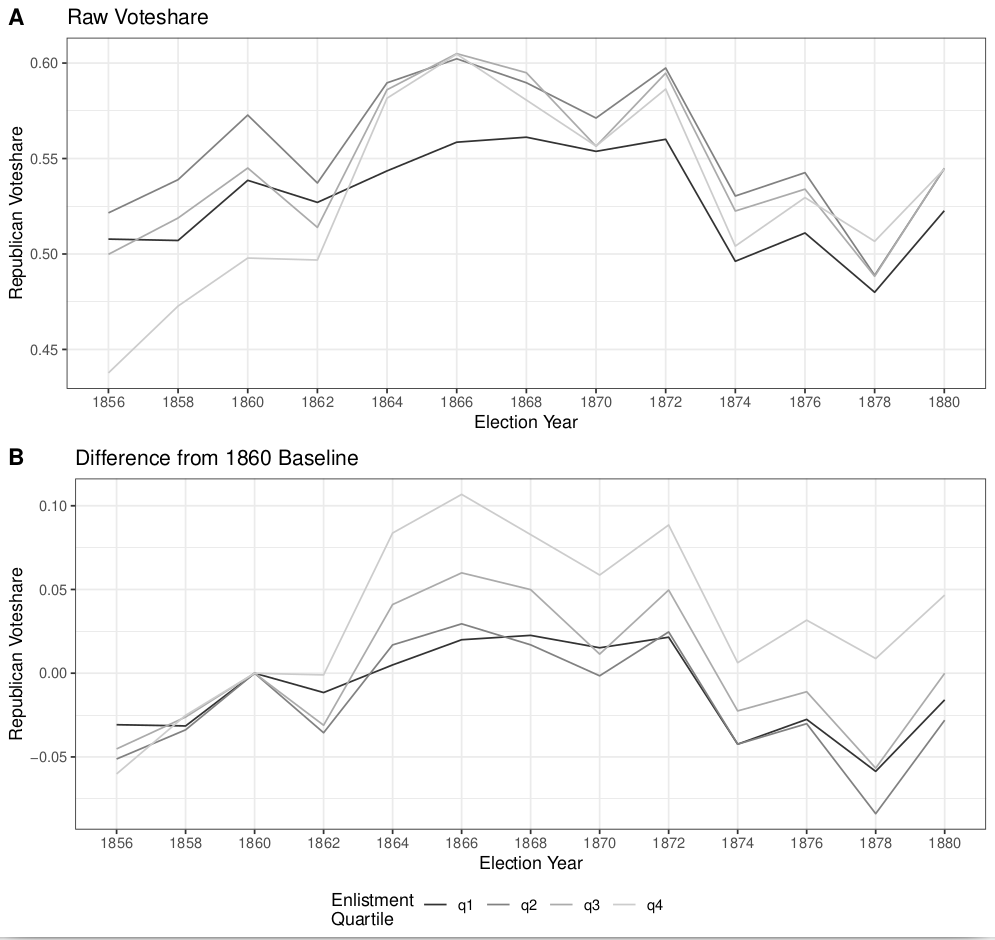 A Raw Voteshare
Republican Voteshare
0.60
0.55
0.50
0.45
1856 1858 1860 1862 1864 1866 1868 1870 1872 1874 1876 1878 1880
Election Year
B Difference from 1860 Baseline
Republican Voteshare
0.10
0.05
0.00
−0.05
1856 1858 1860 1862 1864 1866 1868 1870 1872 1874 1876 1878 1880
Election Year
Enlistment
Quartile
q1 q2 q3 q4